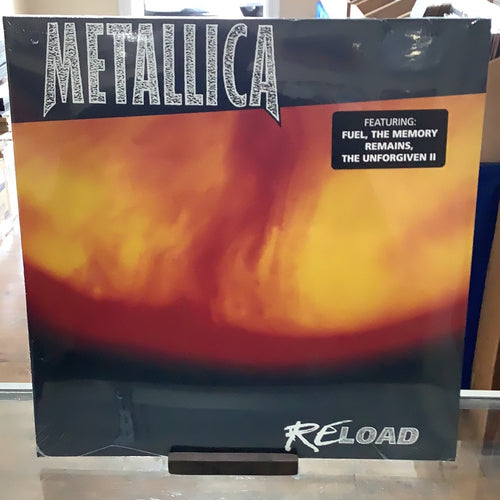 METALLICA
FEATURING:
FUEL, THE MEMORY
REMAINS,
THE UNFORGIVEN II
RELOAD